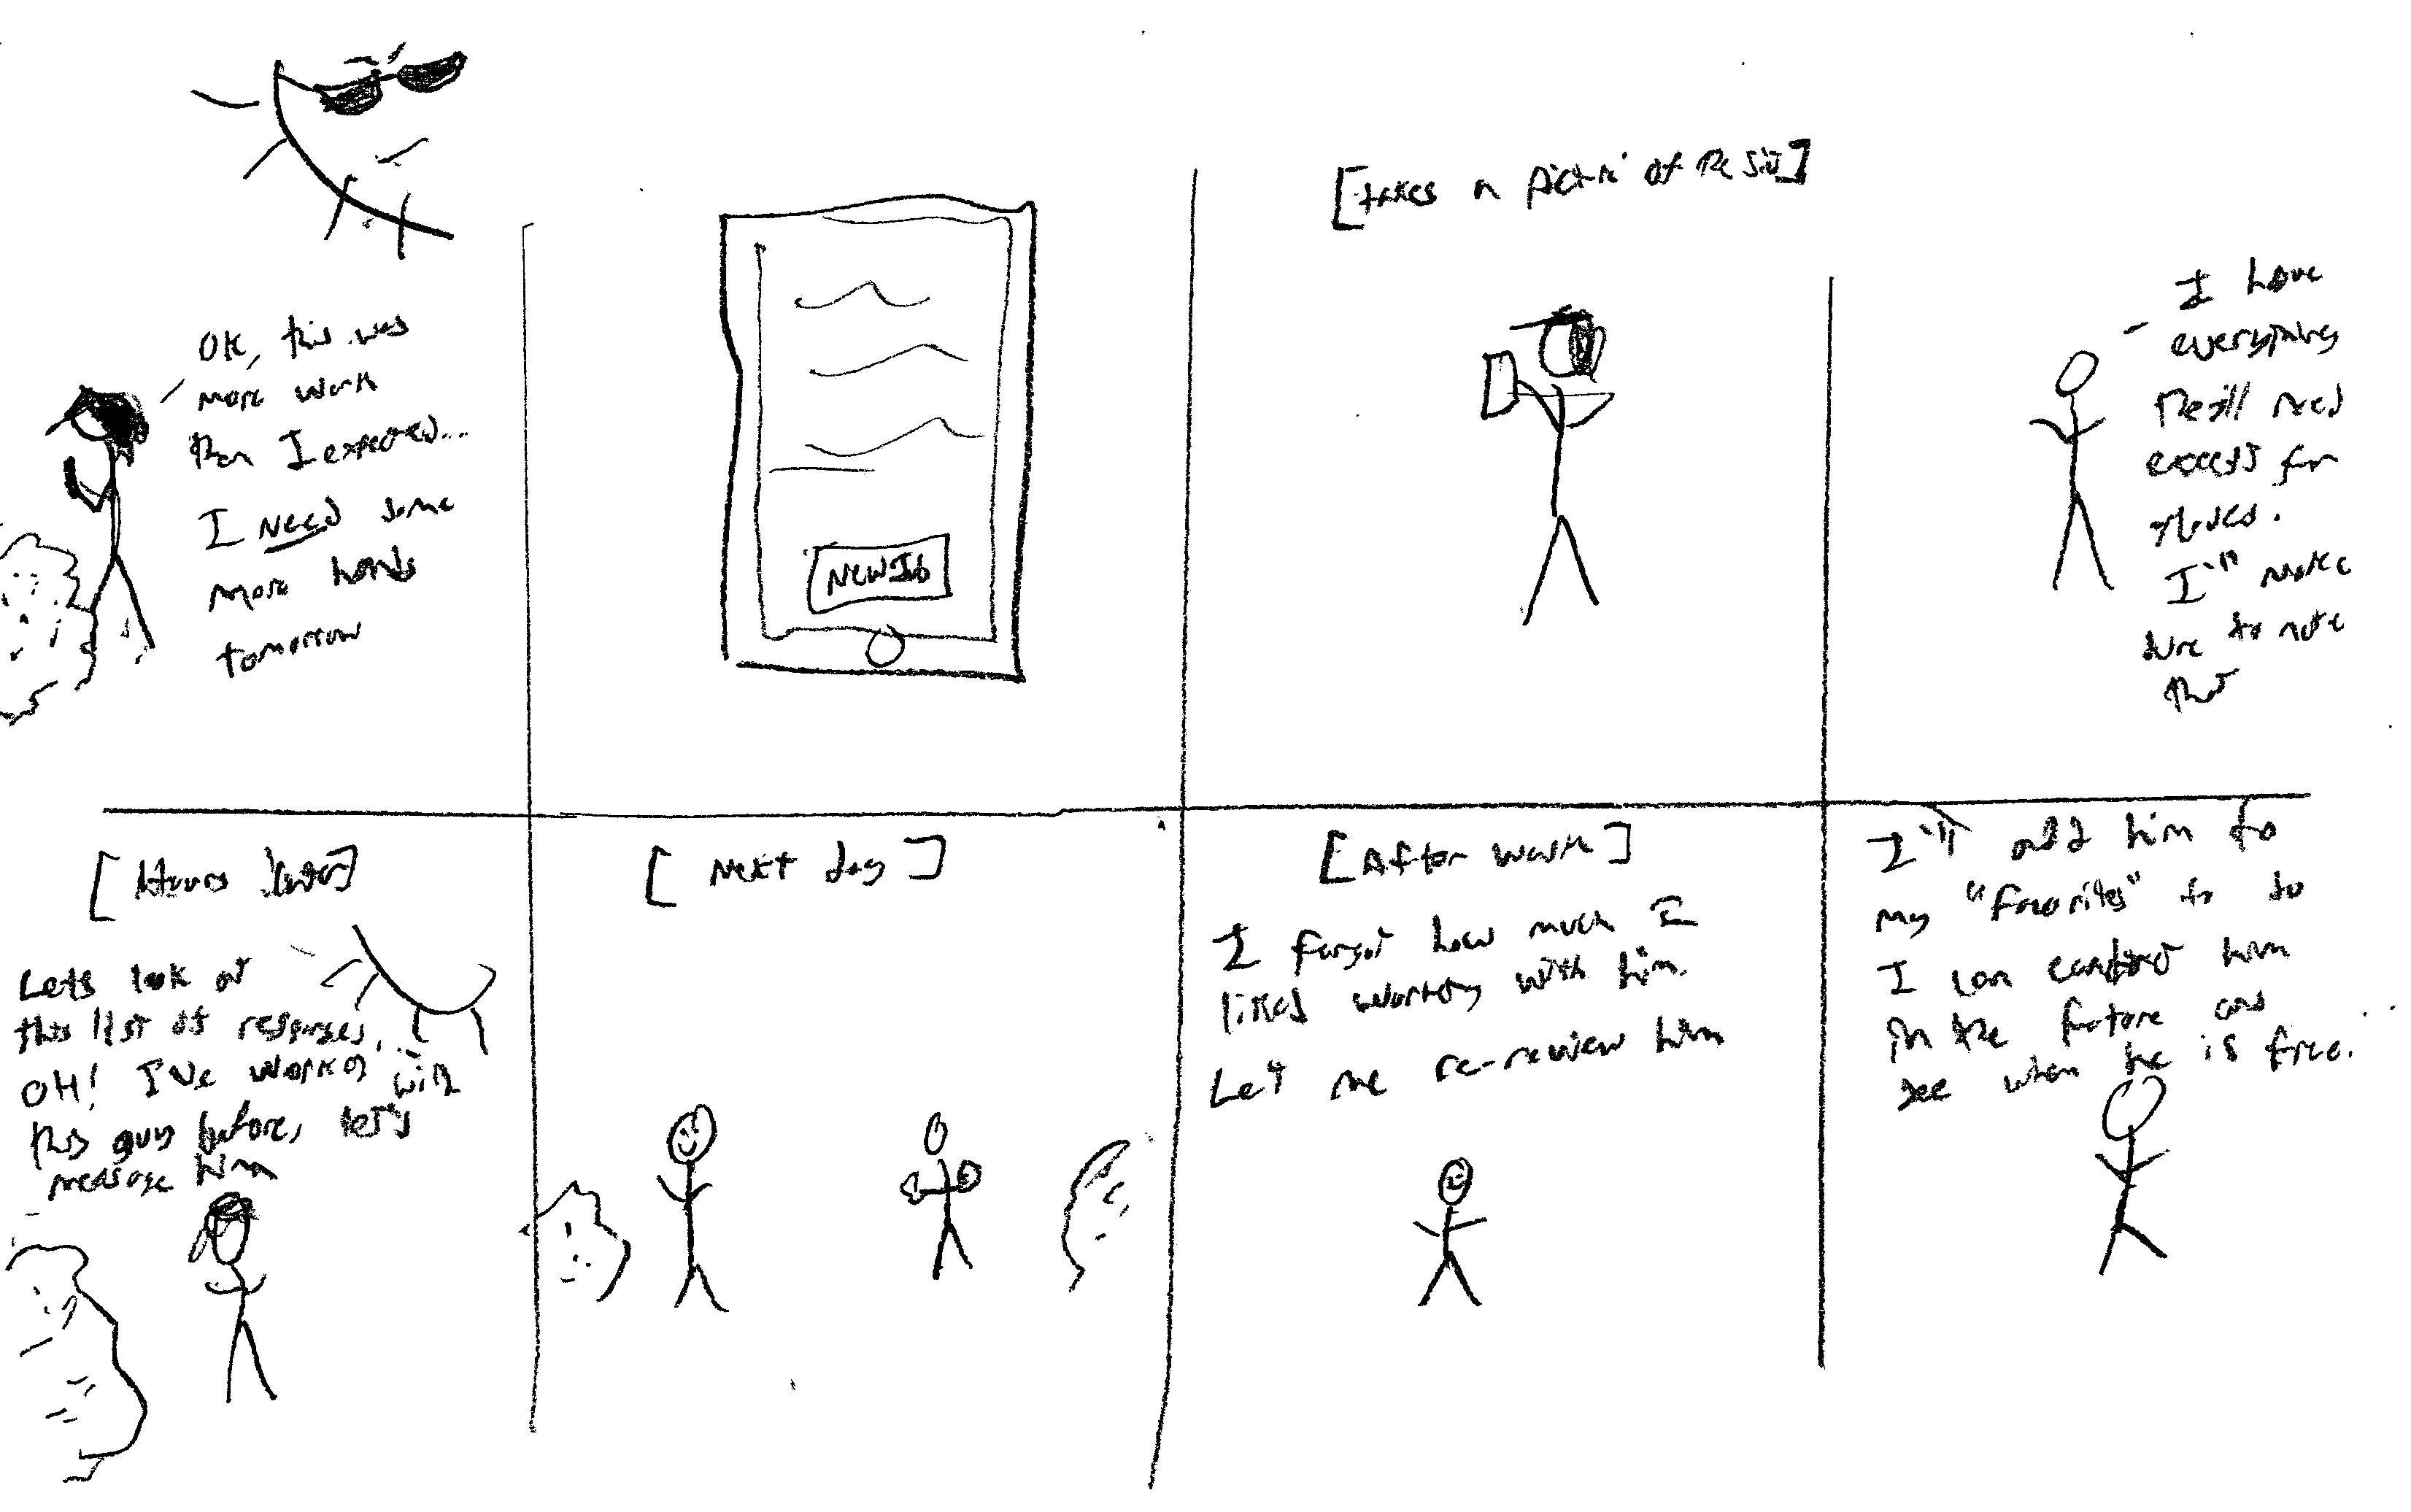 OK, this was
more work
than I expected...
I NEED some
more hands
tomorrow
New Job
[takes a picture of the site]
I have
everything
they'll need
except for
gloves.
I'll make
sure to note
that
[Hours later]
Lets look at
this list of responses,
OH! I've worked with
this guy before, let's
message him
[Next day]
[After work]
I forgot how much I
liked working with him.
Let me re-review him
I'll add him to
my "favorites" to so
I can contact him
in the future and
see when he is free.